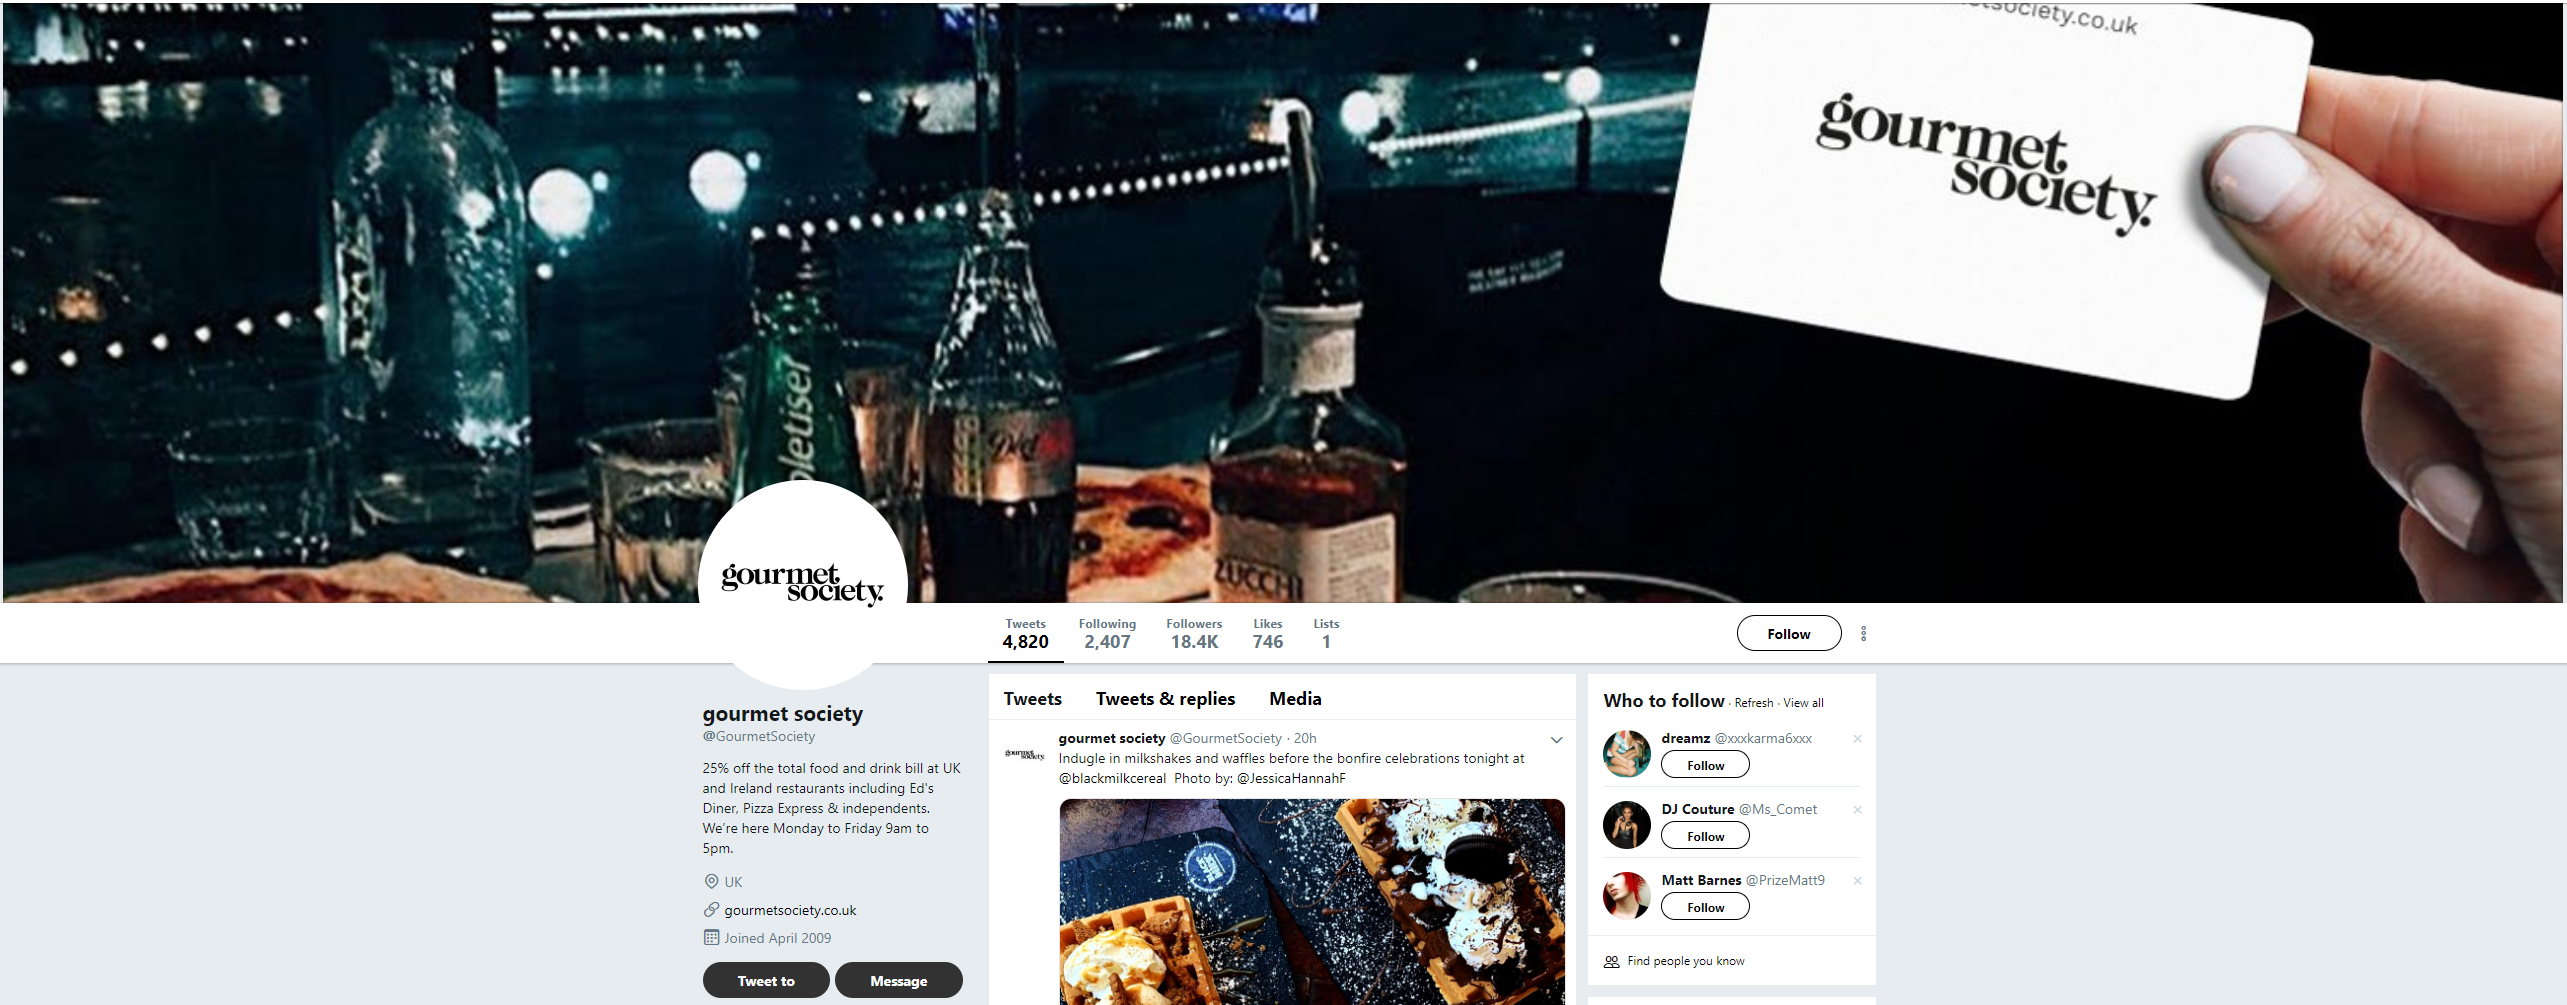 gourmet
society.
pletiser
Diet
ZUCCHI
gourmet
society.
Tweets
4,820
Following
2,407
Followers
18.4K
Likes
746
Lists
1
Follow
gourmet society
@GourmetSociety
25% off the total food and drink bill at UK
and Ireland restaurants including Ed's
Diner, Pizza Express & independents.
We're here Monday to Friday 9am to
5pm.
UK
gourmetsociety.co.uk
Joined April 2009
Tweet to
Message
Tweets
Tweets & replies
Media
gourmet
society.
gourmet society @GourmetSociety · 20h
Indugle in milkshakes and waffles before the bonfire celebrations tonight at
@blackmilkcereal Photo by: @JessicaHannahF
Who to follow · Refresh · View all
dreamz @xxxkarma6xxx
Follow
DJ Couture @Ms_Comet
Follow
Matt Barnes @PrizeMatt9
Follow
Find people you know